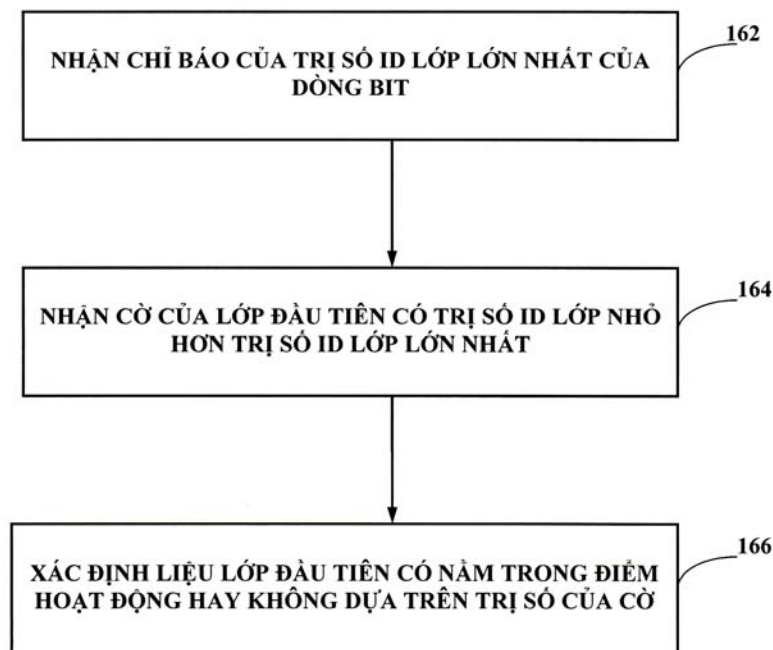 162
NHẬN CHỈ BÁO CỦA TRỊ SỐ ID LỚP LỚN NHẤT CỦA
DÒNG BIT
164
NHẬN CỜ CỦA LỚP ĐẦU TIÊN CÓ TRỊ SỐ ID LỚP NHỎ
HƠN TRỊ SỐ ID LỚP LỚN NHẤT
166
XÁC ĐỊNH LIỆU LỚP ĐẦU TIÊN CÓ NẰM TRONG ĐIỂM
HOẠT ĐỘNG HAY KHÔNG DỰA TRÊN TRỊ SỐ CỦA CỜ